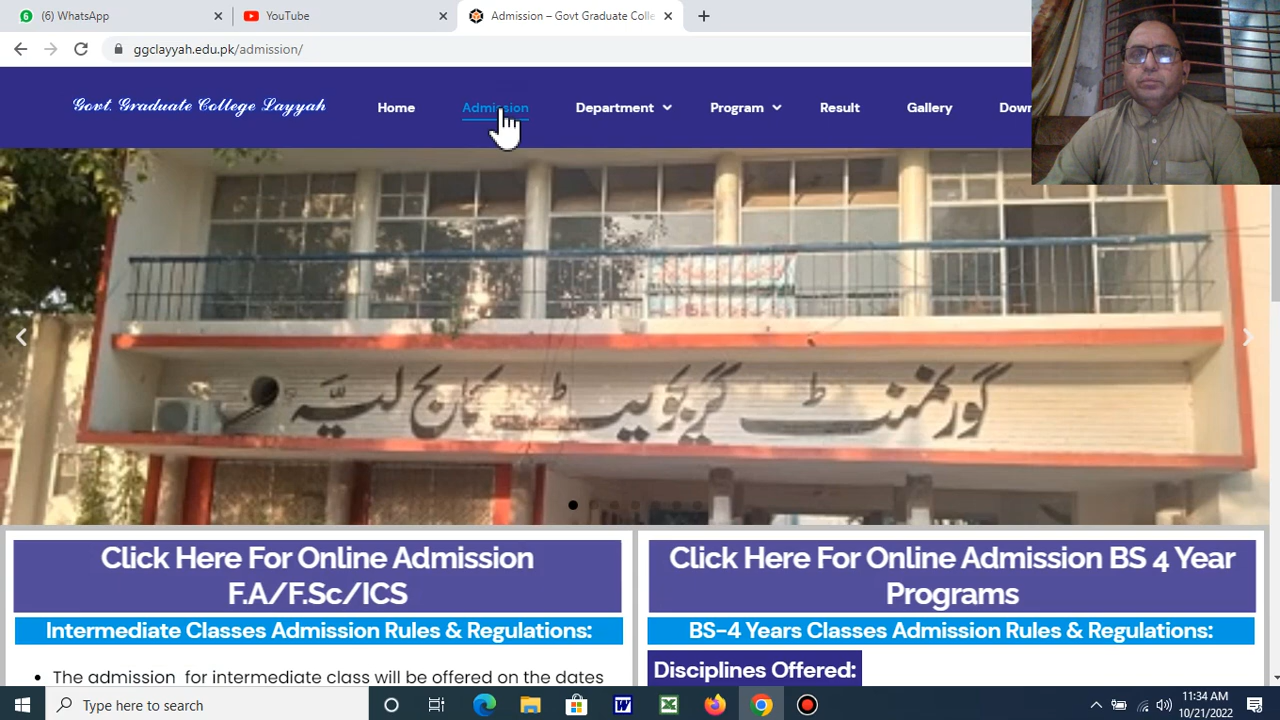 (6) WhatsApp
YouTube
Admission – Govt Graduate Colle
ggclayyah.edu.pk/admission/
Govt. Graduate College Layyah
Home
Admission
Department
Program
Result
Gallery
Down
گورنمنٹ گریجویٹ کالج لیّہ
Click Here For Online Admission
F.A/F.Sc/ICS
Intermediate Classes Admission Rules & Regulations:
The admission for intermediate class will be offered on the dates
Click Here For Online Admission BS 4 Year
Programs
BS-4 Years Classes Admission Rules & Regulations:
Disciplines Offered:
Type here to search
11:34 AM
10/21/2022